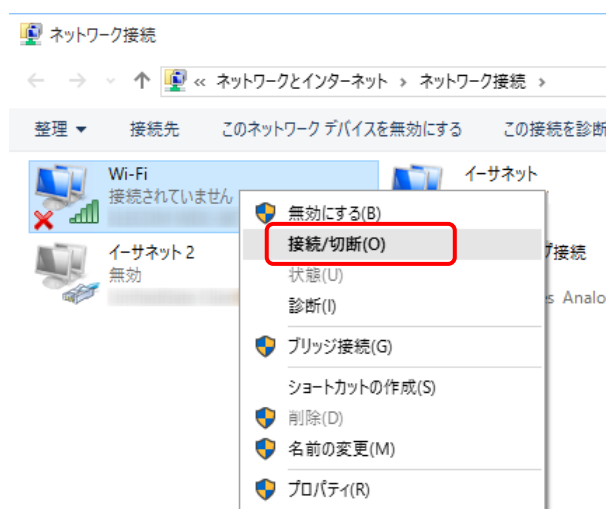 ネットワーク接続
« ネットワークとインターネット › ネットワーク接続 ›
整理 接続先 このネットワーク デバイスを無効にする この接続を診断
Wi-Fi
接続されていません
イーサネット
イーサネット 2
無効
プ接続
s Analo
無効にする(B)
接続/切断(O)
状態(U)
診断(I)
ブリッジ接続(G)
ショートカットの作成(S)
削除(D)
名前の変更(M)
プロパティ(R)